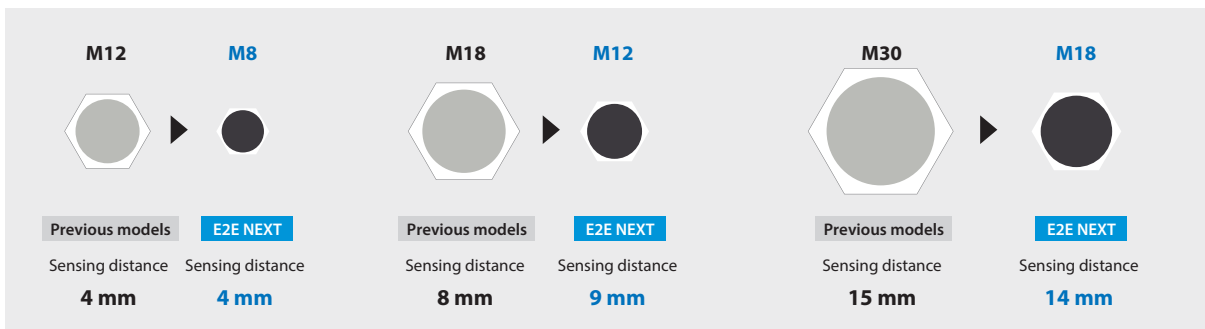 M12
M8
Previous models
E2E NEXT
Sensing distance
Sensing distance
4 mm
4 mm
M18
M12
Previous models
E2E NEXT
Sensing distance
Sensing distance
8 mm
9 mm
M30
M18
Previous models
E2E NEXT
Sensing distance
Sensing distance
15 mm
14 mm